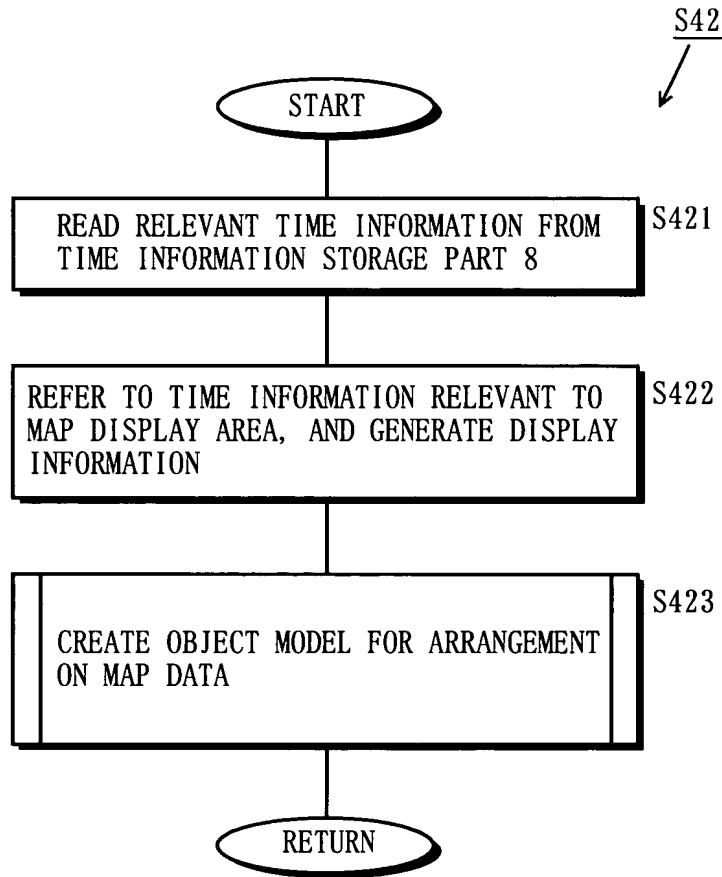 S42
START
READ RELEVANT TIME INFORMATION FROM
TIME INFORMATION STORAGE PART 8
S421
REFER TO TIME INFORMATION RELEVANT TO
MAP DISPLAY AREA, AND GENERATE DISPLAY
INFORMATION
S422
CREATE OBJECT MODEL FOR ARRANGEMENT
ON MAP DATA
S423
RETURN